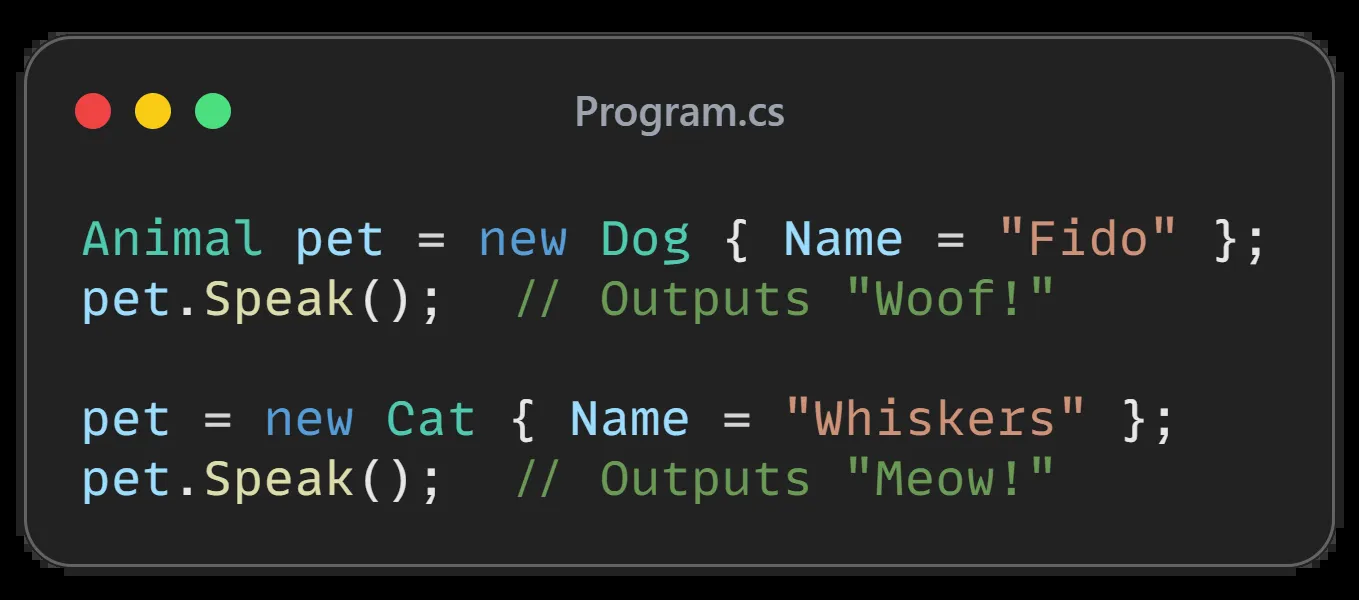 Program.cs
Animal pet = new Dog { Name = "Fido" };
pet.Speak();  // Outputs "Woof!"
pet = new Cat { Name = "Whiskers" };
pet.Speak();  // Outputs "Meow!"